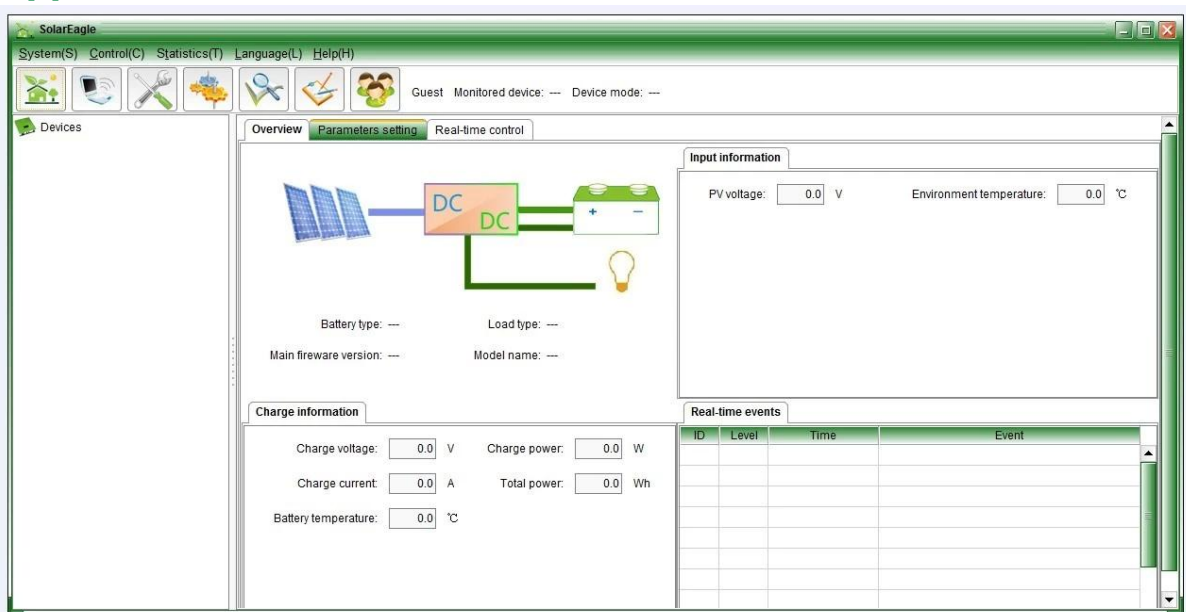 SolarEagle
System(S) Control(C) Statistics(T) Language(L) Help(H)
Guest Monitored device: --- Device mode: ---
Devices
Overview Parameters setting Real-time control
DC
DC
+ −
Battery type: --- Load type: ---
Main fireware version: --- Model name: ---
Input information
PV voltage: 0.0 V Environment temperature: 0.0 ℃
Charge information
Charge voltage: 0.0 V Charge power: 0.0 W
Charge current: 0.0 A Total power: 0.0 Wh
Battery temperature: 0.0 ℃
Real-time events
ID Level Time Event